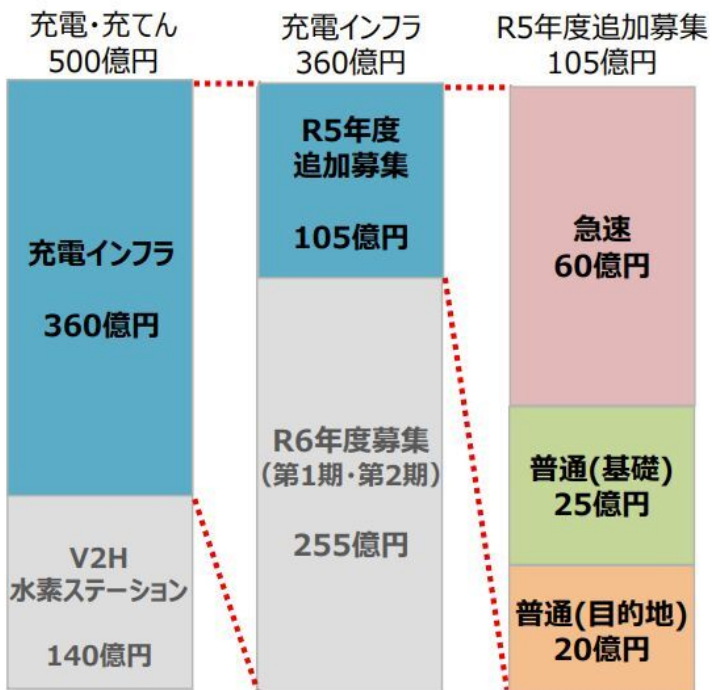 充電・充てん
500億円
充電インフラ
360億円
V2H
水素ステーション
140億円
充電インフラ
360億円
R5年度
追加募集
105億円
R6年度募集
(第1期・第2期)
255億円
R5年度追加募集
105億円
急速
60億円
普通(基礎)
25億円
普通(目的地)
20億円